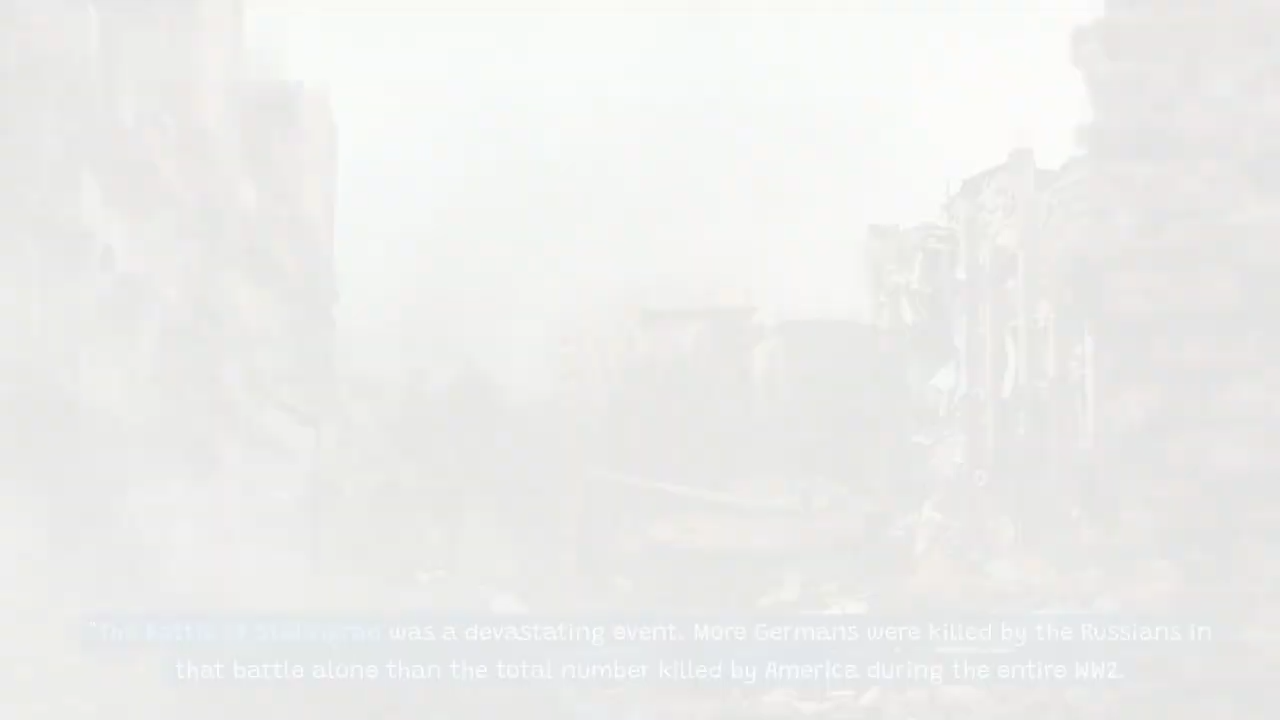 "The Battle of Stalingrad was a devastating event. More Germans were killed by the Russians in
that battle alone than the total number killed by America during the entire WW2.